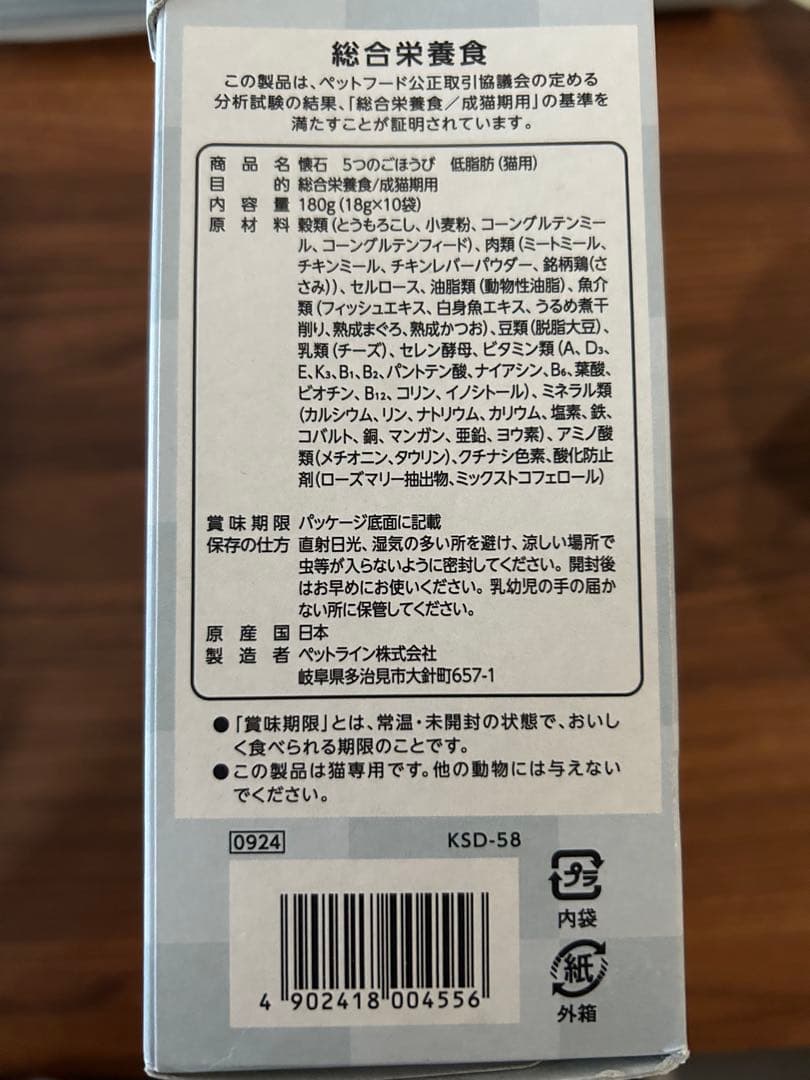 総合栄養食
この製品は、ペットフード公正取引協議会の定める
分析試験の結果、「総合栄養食／成猫期用」の基準を
満たすことが証明されています。
商品名 懐石 5つのごほうび 低脂肪（猫用）
目的 総合栄養食/成猫期用
内容量 180g（18g×10袋）
原材料 穀類（とうもろこし、小麦粉、コーングルテンミー
ル、コーングルテンフィード）、肉類（ミートミール、
チキンミール、チキンレバーパウダー、銘柄鶏（さ
さみ））、セルロース、油脂類（動物性油脂）、魚介
類（フィッシュエキス、白身魚エキス、うるめ煮干
削り、熟成まぐろ、熟成かつお）、豆類（脱脂大豆）、
乳類（チーズ）、セレン酵母、ビタミン類（A、D₃、
E、K₃、B₁、B₂、パントテン酸、ナイアシン、B₆、葉酸、
ビオチン、B₁₂、コリン、イノシトール）、ミネラル類
（カルシウム、リン、ナトリウム、カリウム、塩素、鉄、
コバルト、銅、マンガン、亜鉛、ヨウ素）、アミノ酸
類（メチオニン、タウリン）、クチナシ色素、酸化防止
剤（ローズマリー抽出物、ミックストコフェロール）
賞味期限 パッケージ底面に記載
保存の仕方 直射日光、湿気の多い所を避け、涼しい場所で
虫等が入らないように密封してください。開封後
はお早めにお使いください。乳幼児の手の届か
ない所に保管してください。
原産国 日本
製造者 ペットライン株式会社
岐阜県多治見市大針町657-1
●「賞味期限」とは、常温・未開封の状態で、おいし
く食べられる期限のことです。
●この製品は猫専用です。他の動物には与えない
でください。
0924 KSD-58
プラ
内袋
紙
外箱
4 902418 004556